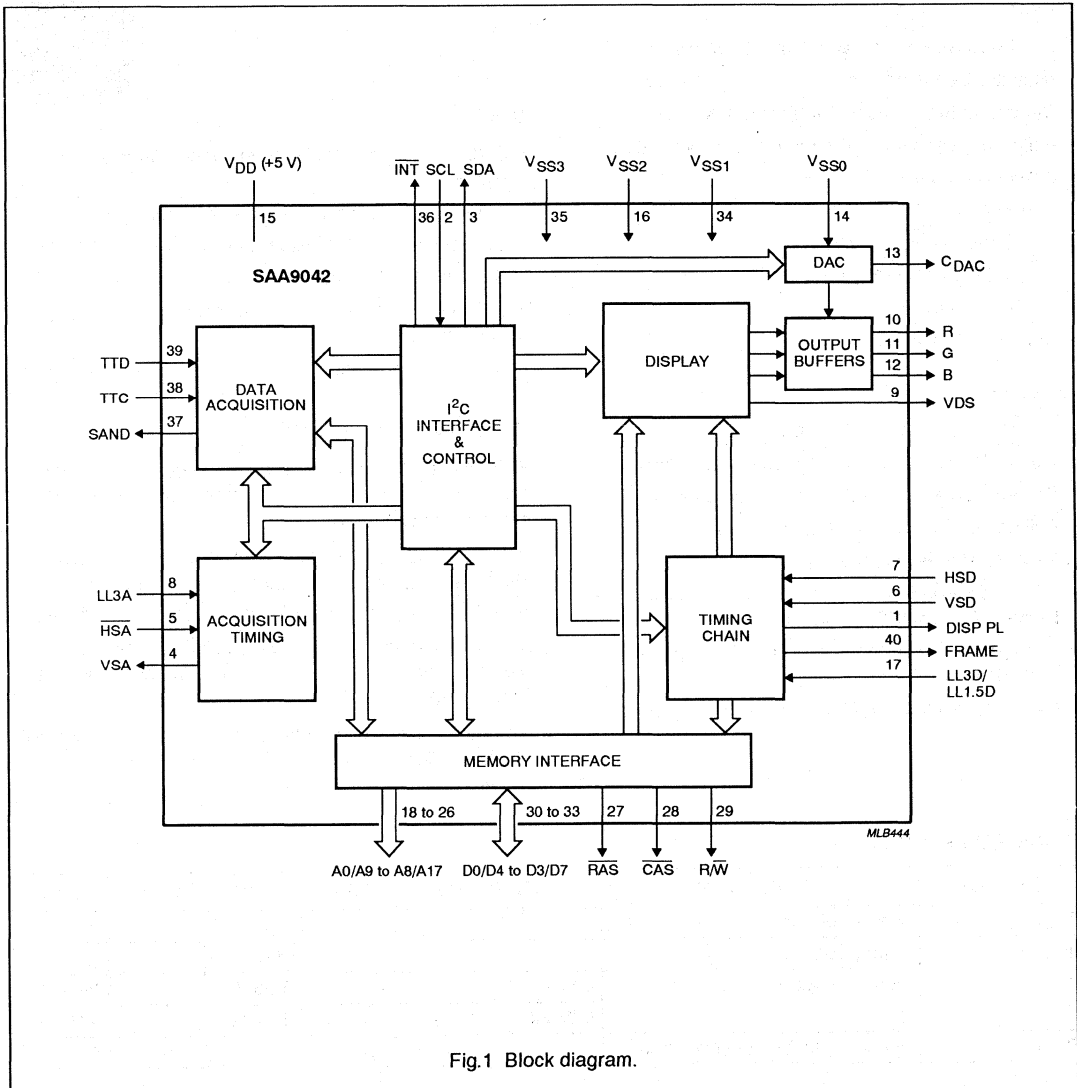 V_DD (+5 V)
15
INT̅ SCL SDA
36 2 3
V_SS3
35
V_SS2
16
V_SS1
34
V_SS0
14
SAA9042
DAC
13
C_DAC
TTD
39
TTC
38
SAND
37
DATA
ACQUISITION
I²C
INTERFACE
&
CONTROL
DISPLAY
OUTPUT
BUFFERS
10
R
11
G
12
B
9
VDS
LL3A
8
H̅S̅A̅
5
VSA
4
ACQUISITION
TIMING
TIMING
CHAIN
7
HSD
6
VSD
1
DISP PL
40
FRAME
17
LL3D/
LL1.5D
MEMORY INTERFACE
18 to 26
30 to 33
27
28
29
MLB444
A0/A9 to A8/A17
D0/D4 to D3/D7
R̅A̅S̅
C̅A̅S̅
R/W̅
Fig.1 Block diagram.